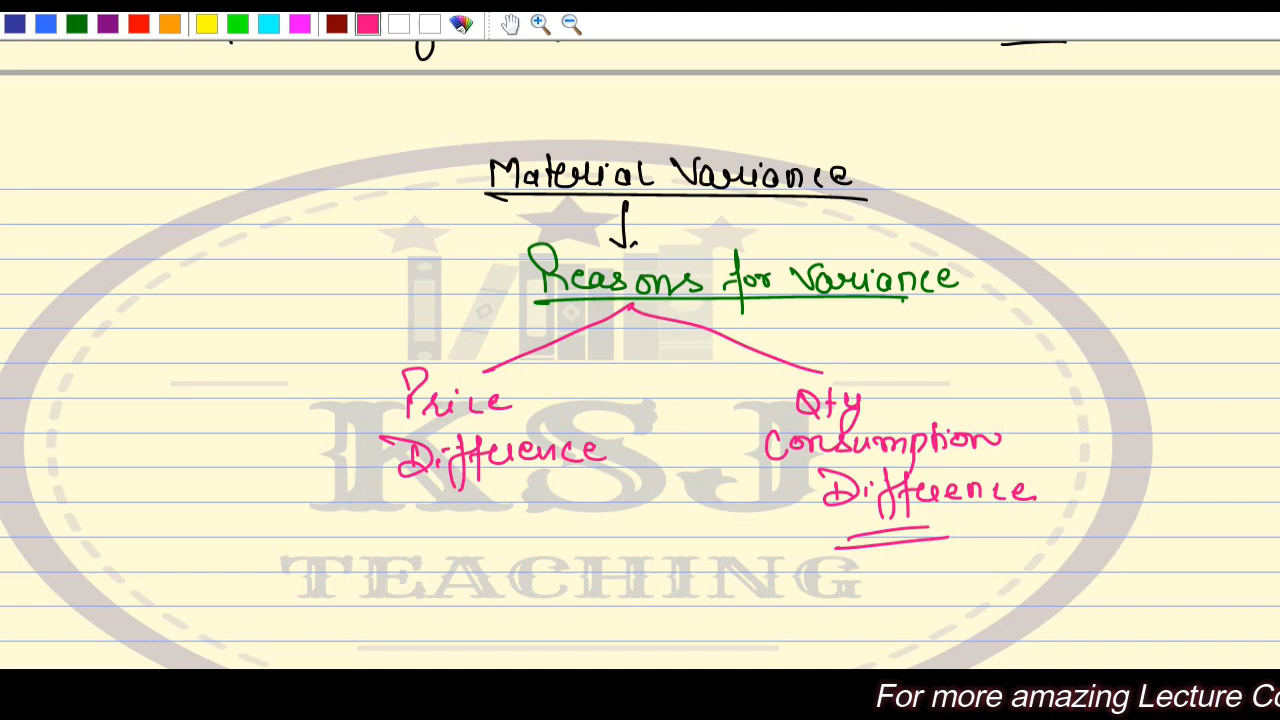 Material Variance
Reasons for Variance
Price
Difference
Qty
Consumption
Difference
KSJ
TEACHING
For more amazing Lecture Co